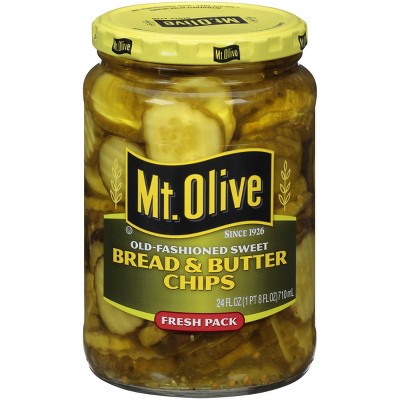 Mt. Olive
Mt. Olive
®
SINCE 1926
OLD-FASHIONED SWEET
BREAD & BUTTER
CHIPS
24 FL OZ (1 PT 8 FL OZ) 710 mL
FRESH PACK